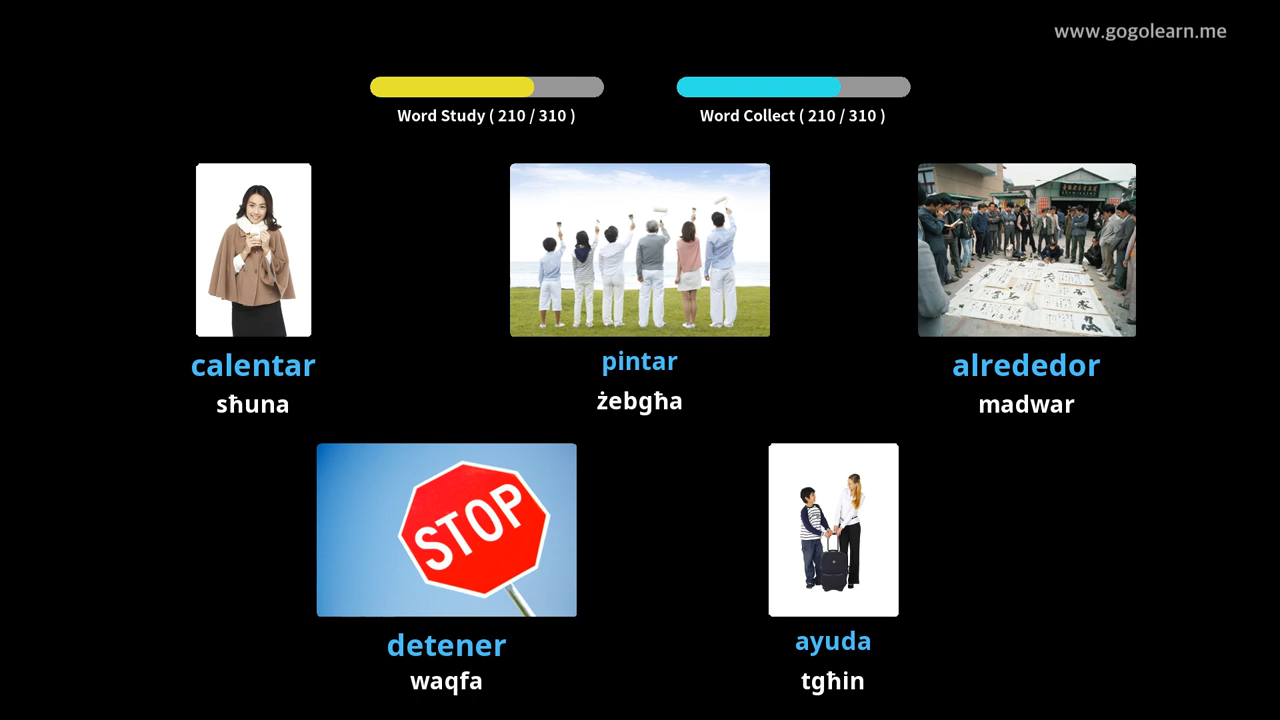 www.gogolearn.me
Word Study ( 210 / 310 )
Word Collect ( 210 / 310 )
calentar
sħuna
pintar
żebgħa
alrededor
madwar
STOP
detener
waqfa
ayuda
tgħin